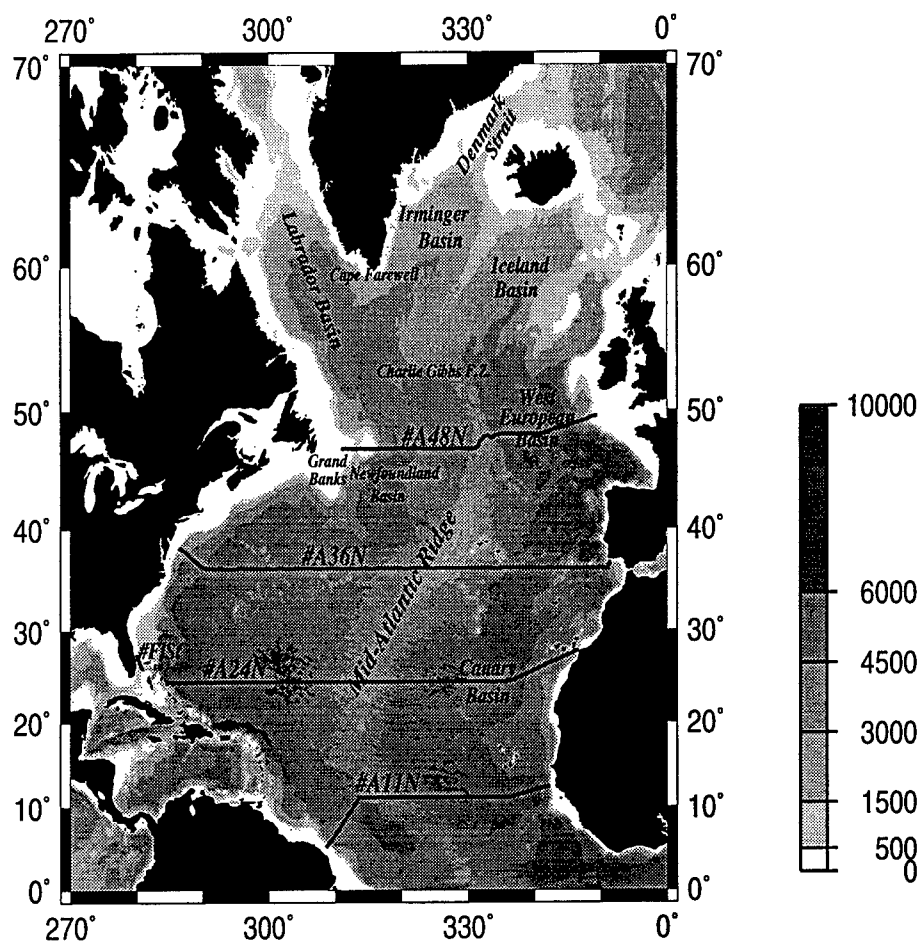 270° 300° 330° 0°
70° 70°
Denmark
Strait
Irminger
Basin
Labrador Basin
60° Cape Farewell Iceland 60°
Basin
Charlie Gibbs F.Z.
West
European
Basin
50° 50°
10000
#A48N
Grand
Banks
Newfoundland
Basin
40° 40°
#A36N
Mid-Atlantic Ridge
6000
30° 30°
4500
#A24N
Canary
Basin
3000
20° 20°
#A11N
1500
10° 10°
500
0
0° 0°
270° 300° 330° 0°